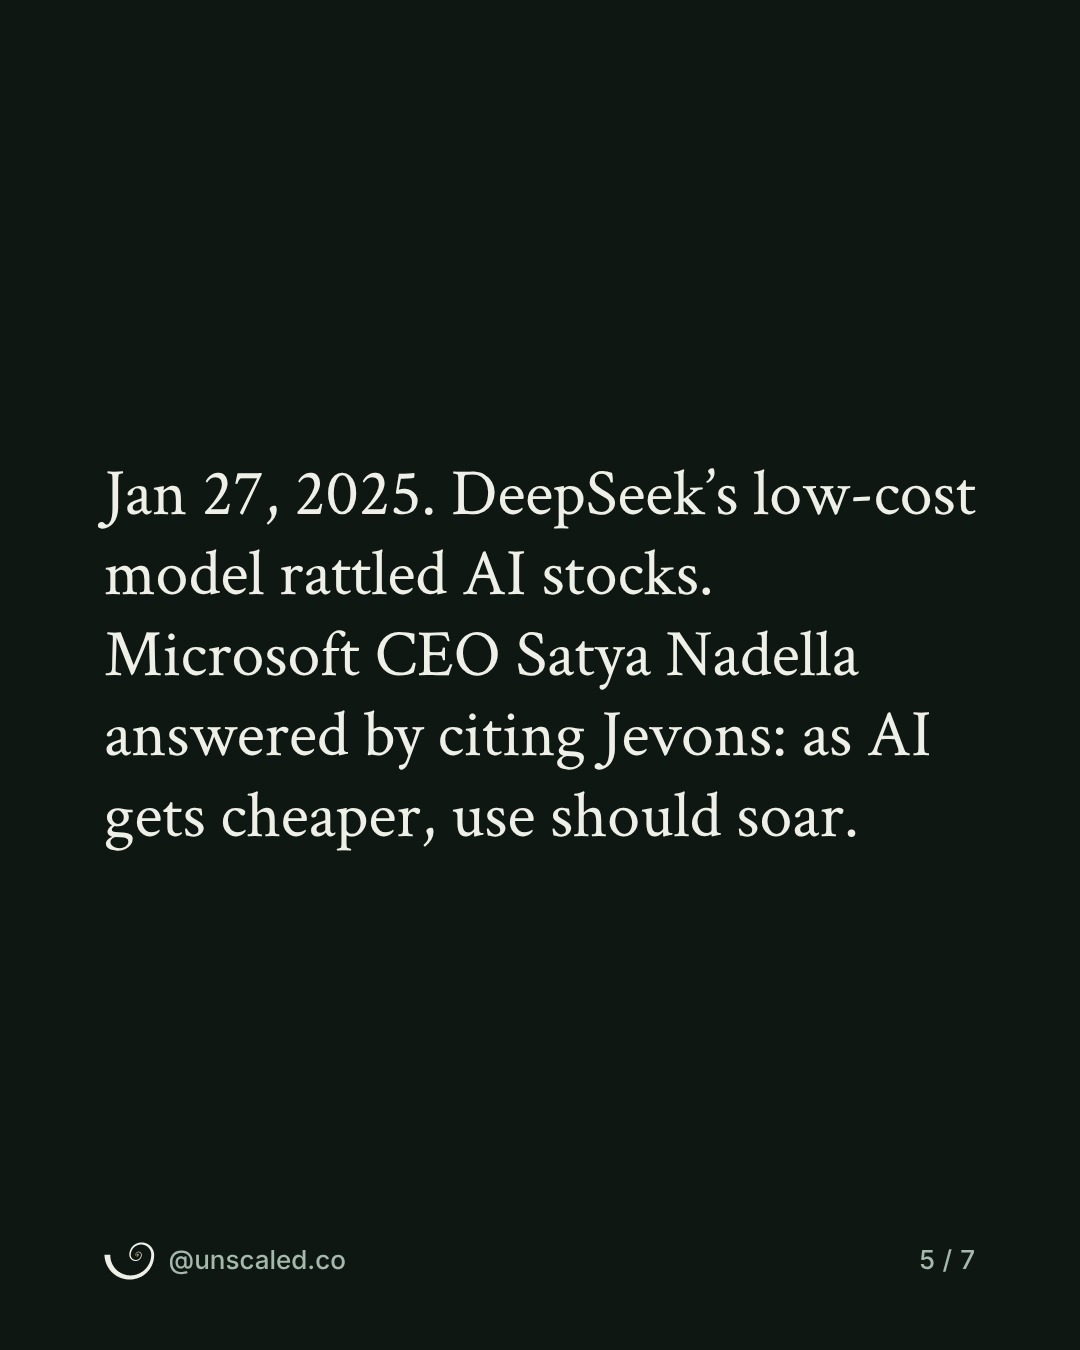 Jan 27, 2025. DeepSeek’s low-cost
model rattled AI stocks.
Microsoft CEO Satya Nadella
answered by citing Jevons: as AI
gets cheaper, use should soar.
@unscaled.co
5 / 7